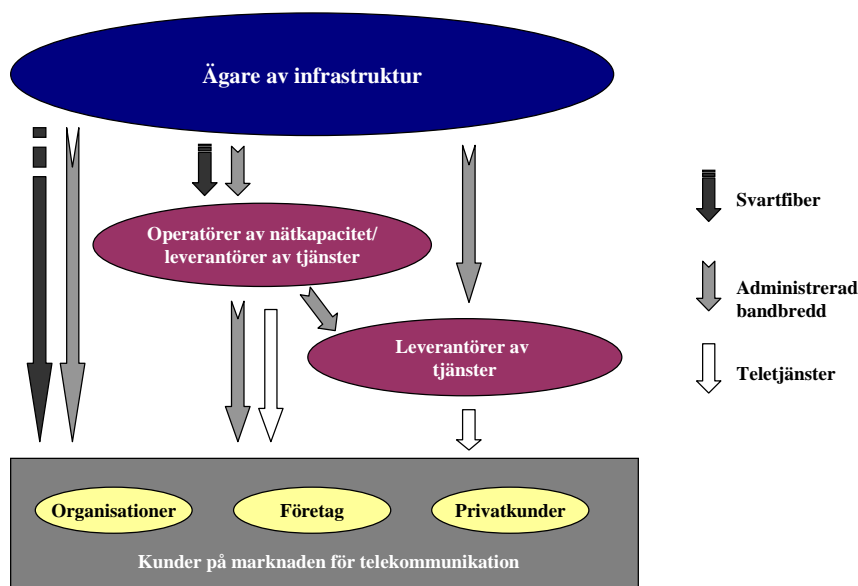 Ägare av infrastruktur
Operatörer av nätkapacitet/
leverantörer av tjänster
Leverantörer av
tjänster
Svartfiber
Administrerad
bandbredd
Teletjänster
Organisationer
Företag
Privatkunder
Kunder på marknaden för telekommunikation